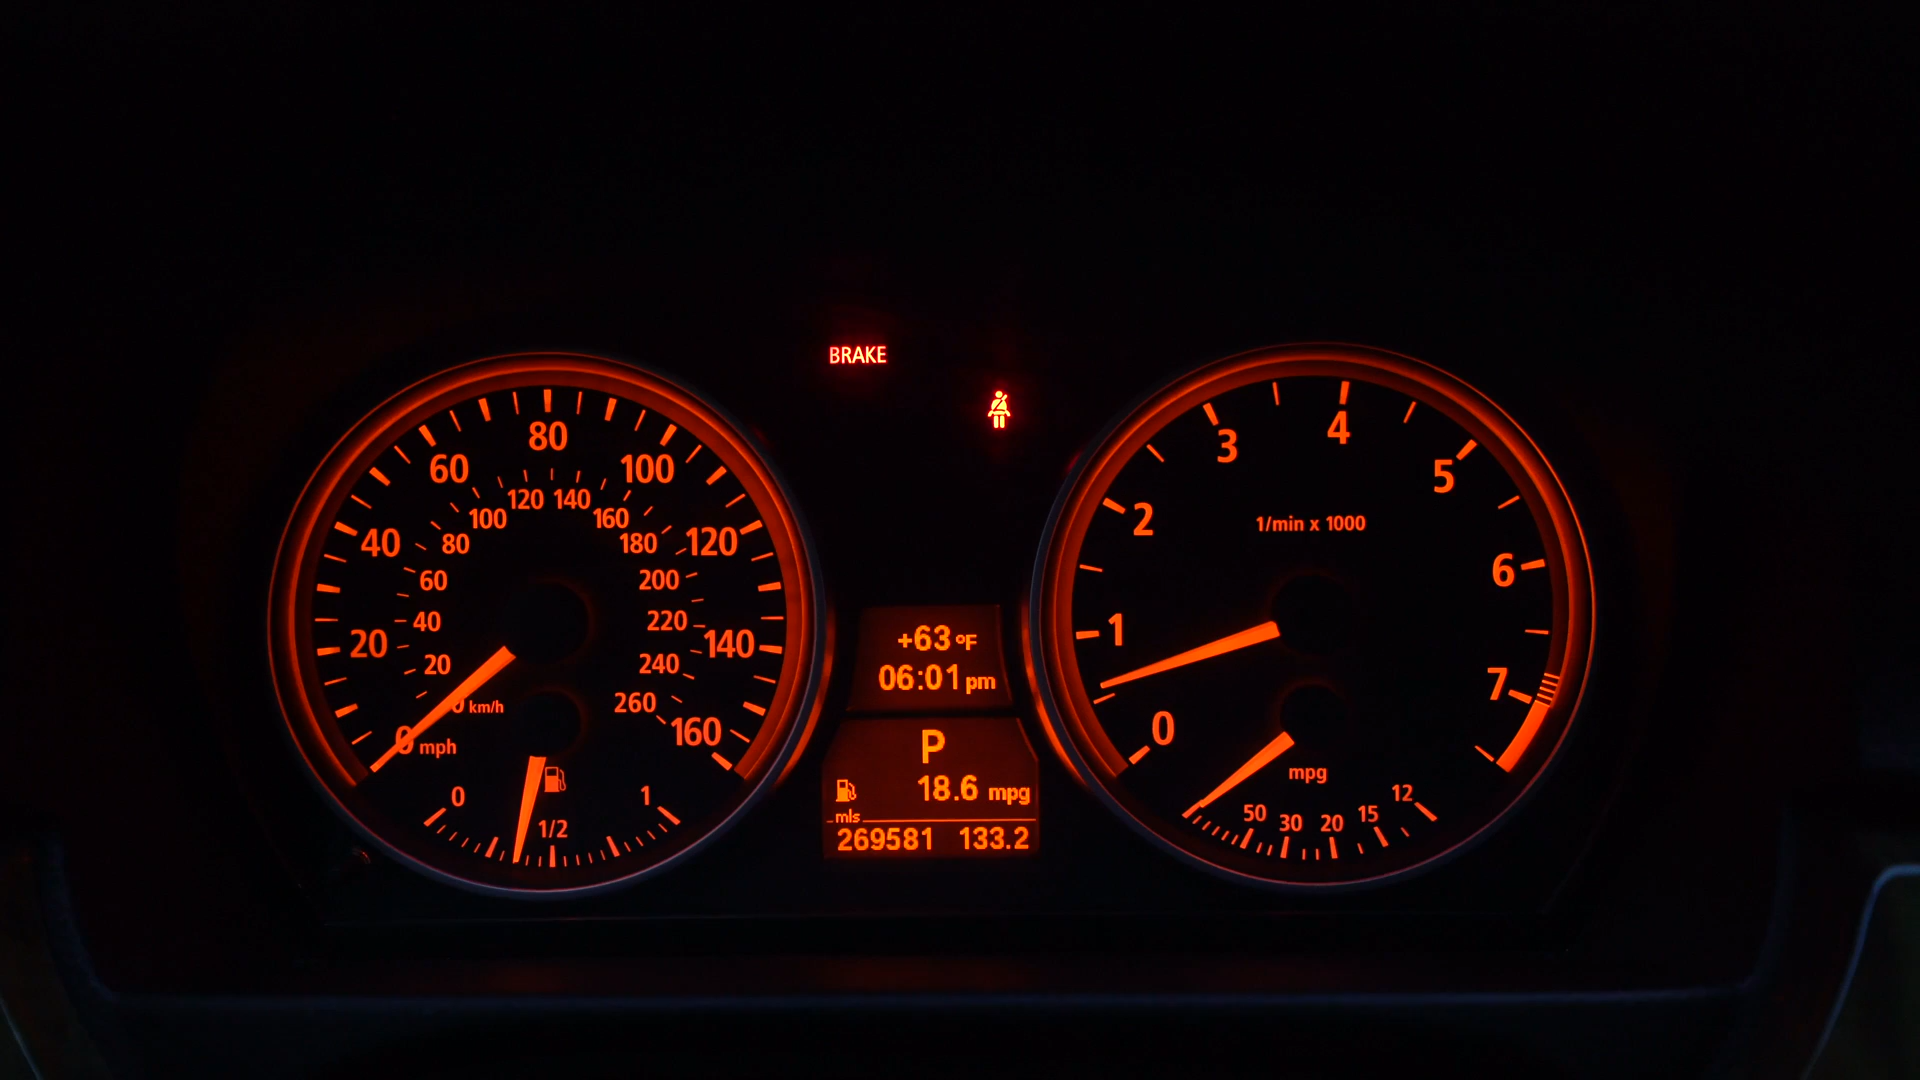 BRAKE
80
60
100
40
120
20
140
0 mph
160
120 140
100
160
80
180
60
200
40
220
20
240
0 km/h
260
0
1/2
1
+63 °F
06:01 pm
P
18.6 mpg
mls
269581 133.2
4
3
5
2
6
1
7
0
1/min x 1000
mpg
50 30 20 15 12